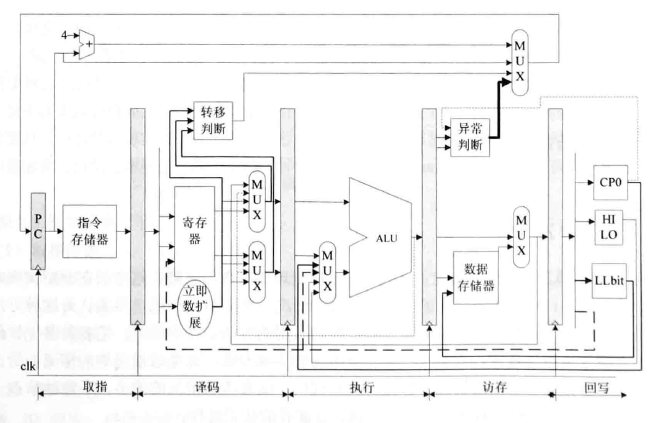 4
+
M
U
X
转移
判断
异常
判断
P
C
指令
存储器
寄存
器
立即
数扩
展
M
U
X
M
U
X
M
U
X
ALU
数据
存储器
M
U
X
CP0
HI
LO
LLbit
clk
取指
译码
执行
访存
回写